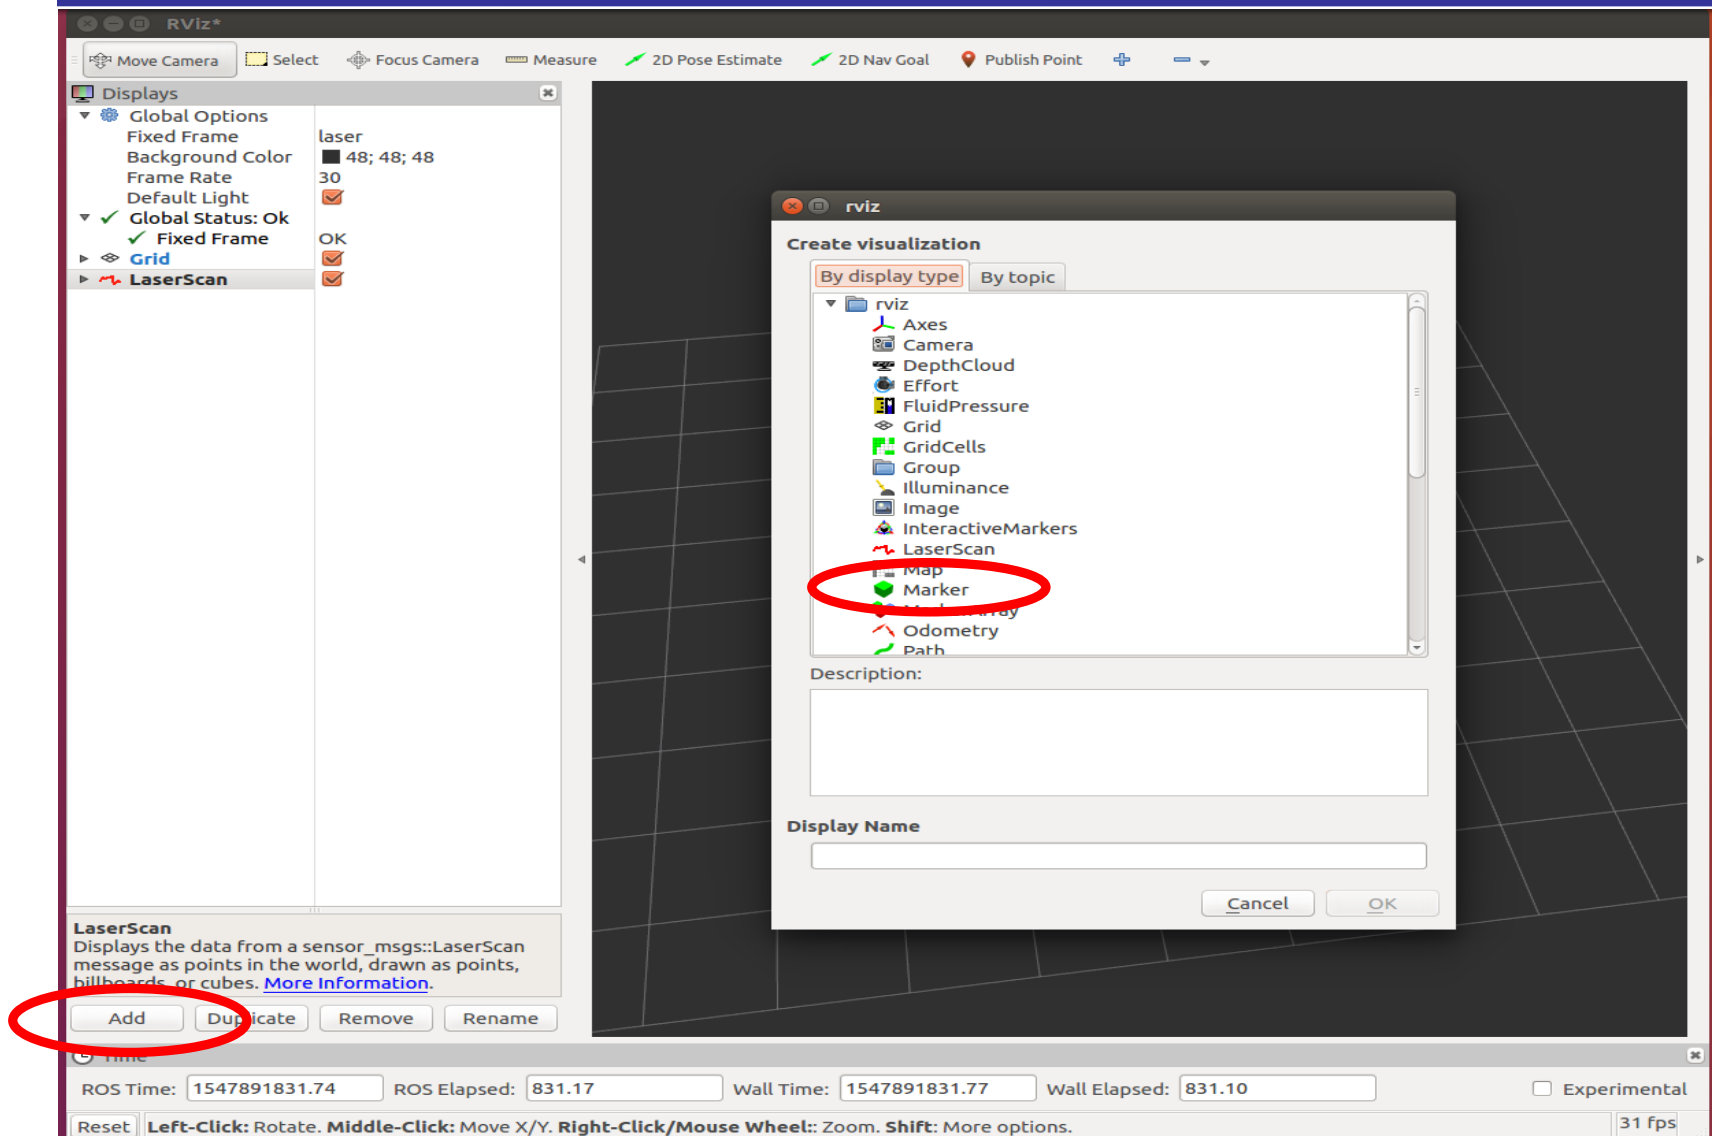 RViz*
Move Camera Select Focus Camera Measure 2D Pose Estimate 2D Nav Goal Publish Point
Displays
Global Options
Fixed Frame laser
Background Color 48; 48; 48
Frame Rate 30
Default Light
Global Status: Ok
Fixed Frame OK
Grid
LaserScan
rviz
Create visualization
By display type By topic
rviz
Axes
Camera
DepthCloud
Effort
FluidPressure
Grid
GridCells
Group
Illuminance
Image
InteractiveMarkers
LaserScan
Map
Marker
MarkerArray
Odometry
Path
Description:
Display Name
Cancel OK
LaserScan
Displays the data from a sensor_msgs::LaserScan
message as points in the world, drawn as points,
billboards, or cubes. More Information.
Add Duplicate Remove Rename
Time
ROS Time: 1547891831.74 ROS Elapsed: 831.17 Wall Time: 1547891831.77 Wall Elapsed: 831.10 Experimental
Reset Left-Click: Rotate. Middle-Click: Move X/Y. Right-Click/Mouse Wheel:: Zoom. Shift: More options. 31 fps